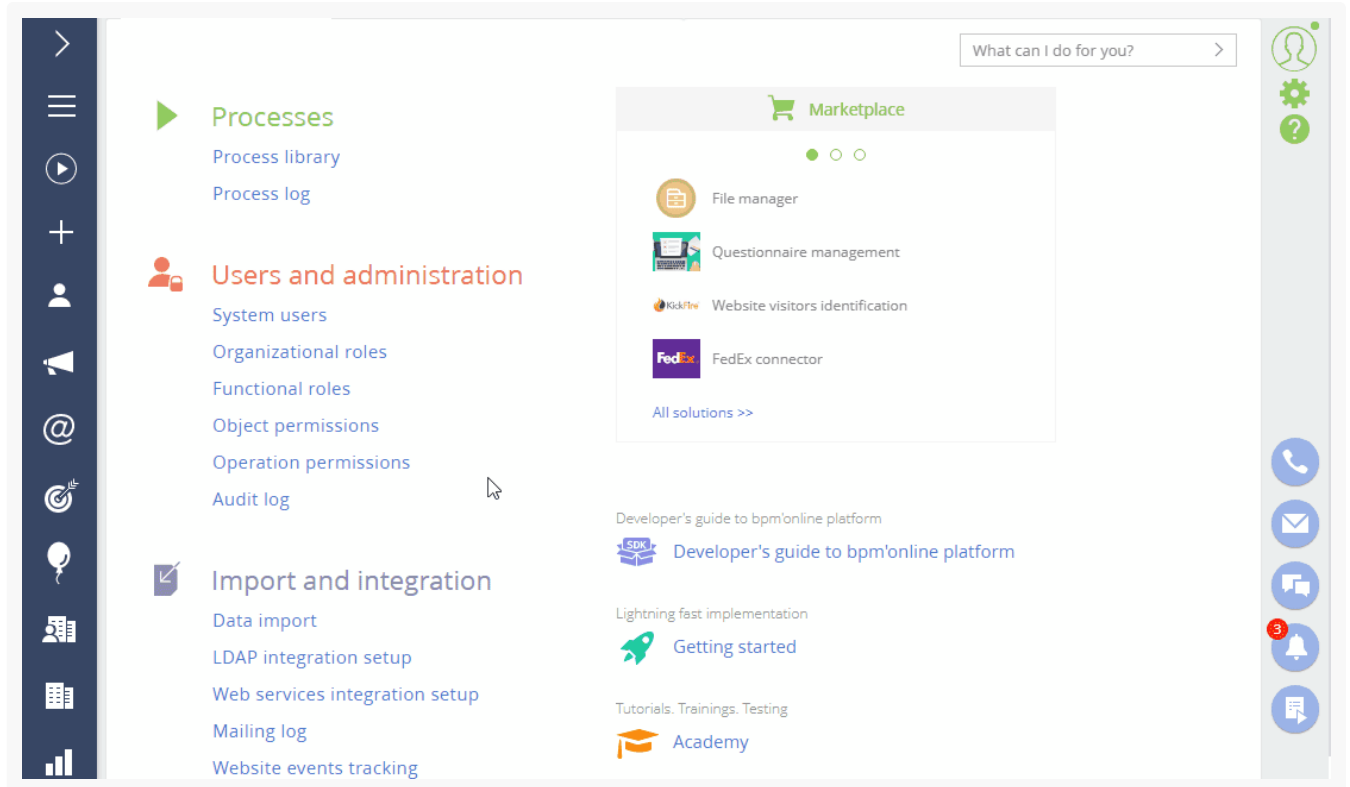 What can I do for you?
Processes
Process library
Process log
Users and administration
System users
Organizational roles
Functional roles
Object permissions
Operation permissions
Audit log
Import and integration
Data import
LDAP integration setup
Web services integration setup
Mailing log
Website events tracking
Marketplace
File manager
Questionnaire management
KickFire
Website visitors identification
FedEx.
FedEx connector
All solutions >>
Developer's guide to bpm'online platform
SDK
Developer's guide to bpm'online platform
Lightning fast implementation
Getting started
Tutorials. Trainings. Testing
Academy
3